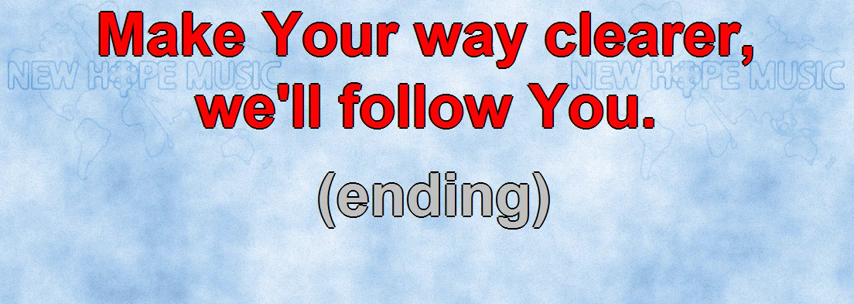 Make Your way clearer,
NEW HOPE MUSIC NEW HOPE MUSIC
we'll follow You.
(ending)